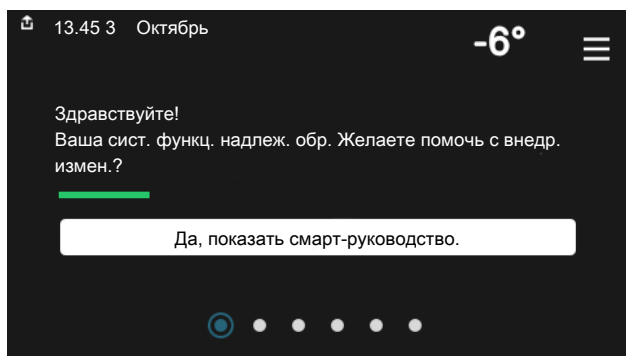 13.45 3 Октябрь
-6°
Здравствуйте!
Ваша сист. функц. надлеж. обр. Желаете помочь с внедр.
измен.?
Да, показать смарт-руководство.